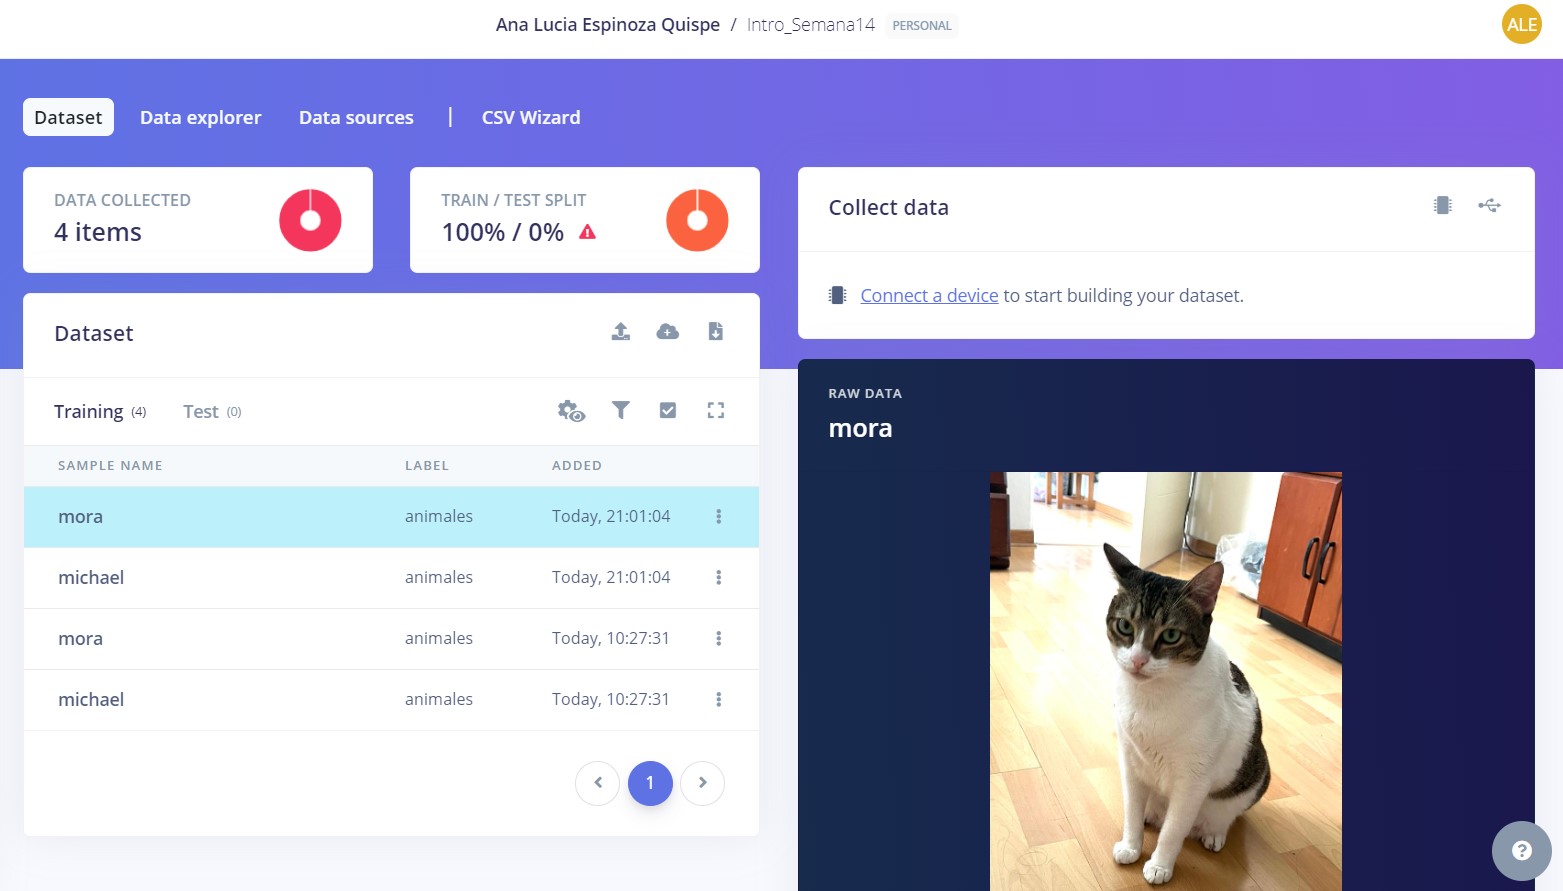 Ana Lucia Espinoza Quispe / Intro_Semana14 PERSONAL
ALE
Dataset Data explorer Data sources | CSV Wizard
DATA COLLECTED
4 items
TRAIN / TEST SPLIT
100% / 0%
Collect data
Connect a device to start building your dataset.
Dataset
Training (4) Test (0)
SAMPLE NAME LABEL ADDED
mora animales Today, 21:01:04
michael animales Today, 21:01:04
mora animales Today, 10:27:31
michael animales Today, 10:27:31
1
RAW DATA
mora